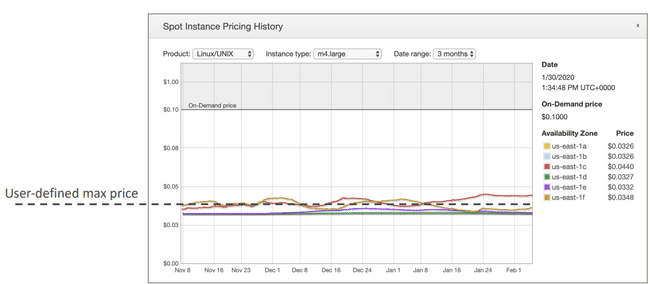 Spot Instance Pricing History
x
Product: Linux/UNIX Instance type: m4.large Date range: 3 months
$1.00
On-Demand price
$0.10
$0.08
$0.05
$0.03
$0.00
Nov 8 Nov 16 Nov 23 Dec 1 Dec 8 Dec 16 Dec 24 Jan 1 Jan 8 Jan 16 Jan 24 Feb 1
User-defined max price
Date
1/30/2020
1:34:48 PM UTC+0000
On-Demand price
$0.1000
Availability Zone Price
us-east-1a $0.0326
us-east-1b $0.0326
us-east-1c $0.0440
us-east-1d $0.0327
us-east-1e $0.0332
us-east-1f $0.0348